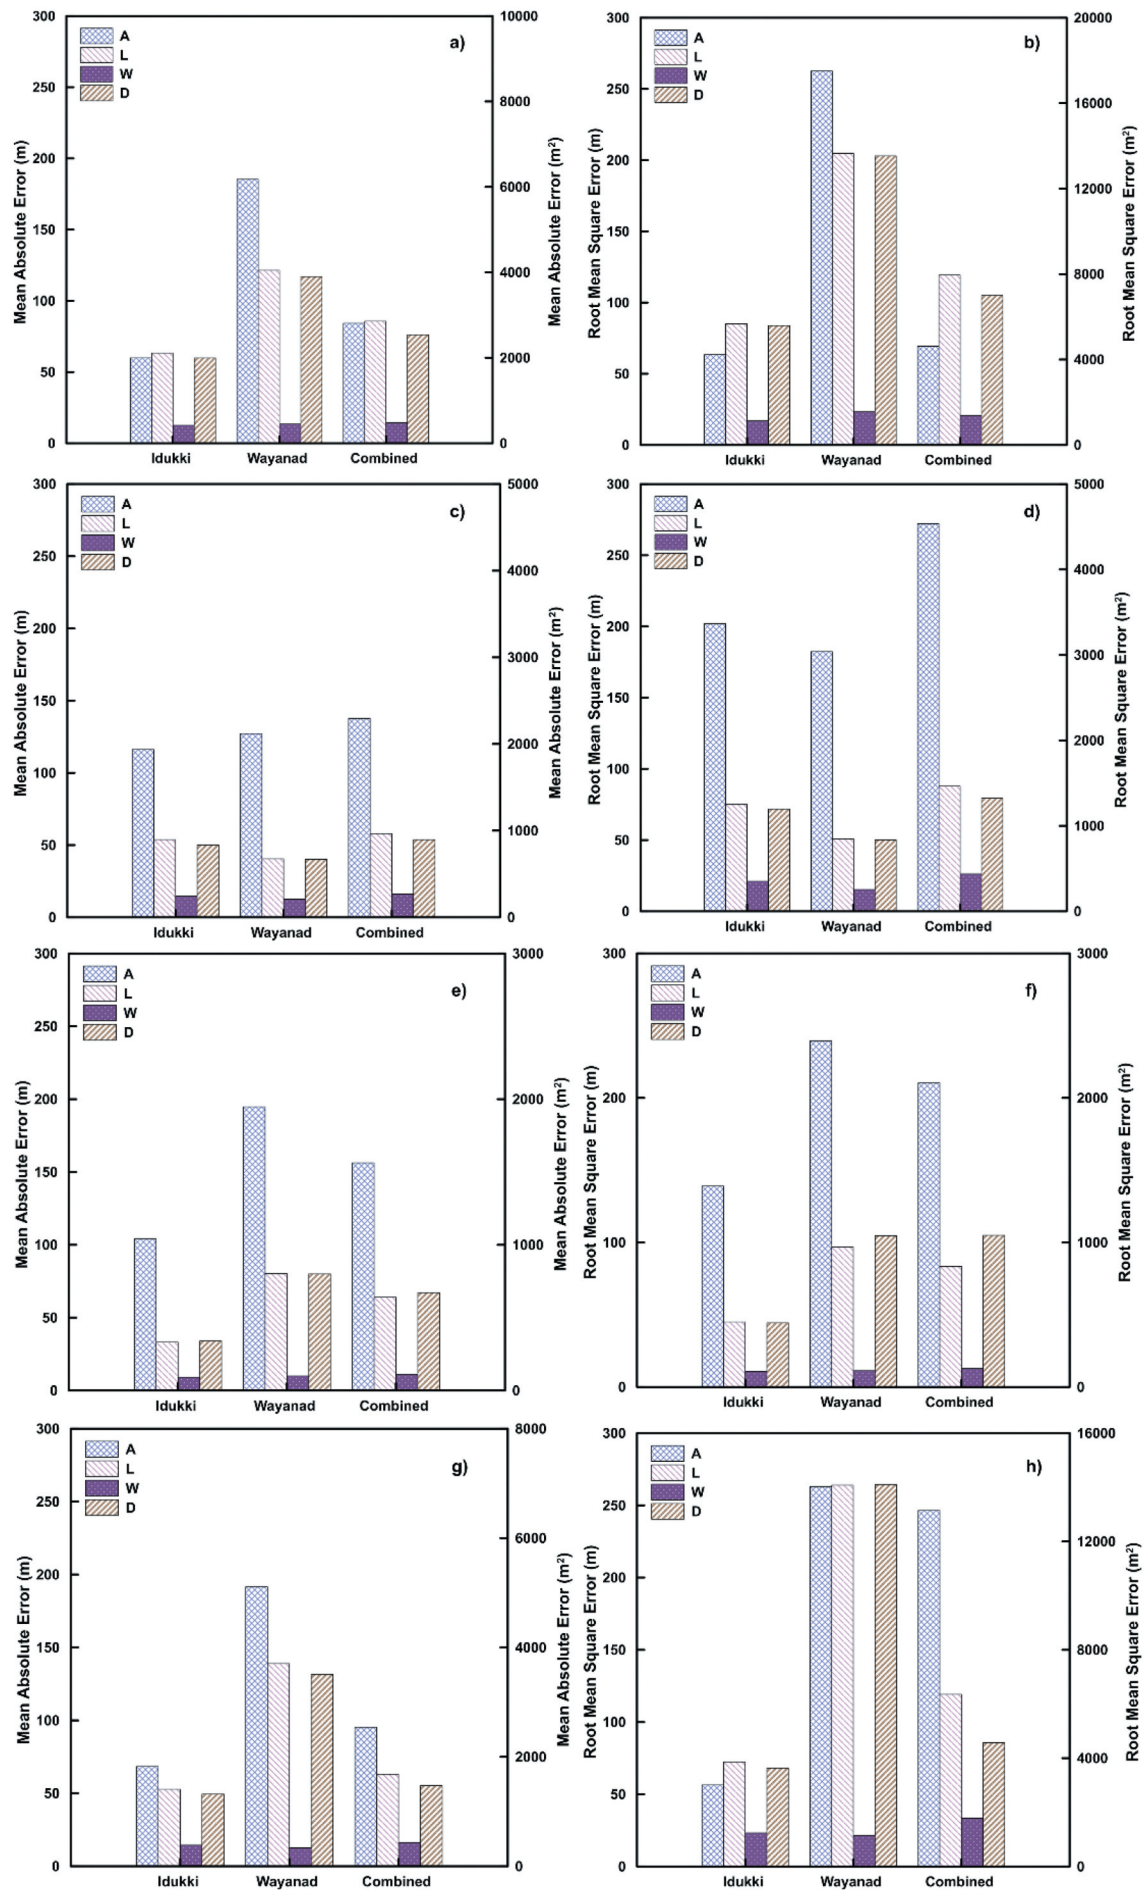 a)
A
L
W
D
Mean Absolute Error (m)
300
250
200
150
100
50
0
Mean Absolute Error (m²)
10000
8000
6000
4000
2000
0
Idukki Wayanad Combined
b)
A
L
W
D
Root Mean Square Error (m)
300
250
200
150
100
50
0
Root Mean Square Error (m²)
20000
16000
12000
8000
4000
0
Idukki Wayanad Combined
c)
A
L
W
D
Mean Absolute Error (m)
300
250
200
150
100
50
0
Mean Absolute Error (m²)
5000
4000
3000
2000
1000
0
Idukki Wayanad Combined
d)
A
L
W
D
Root Mean Square Error (m)
300
250
200
150
100
50
0
Root Mean Square Error (m²)
5000
4000
3000
2000
1000
0
Idukki Wayanad Combined
e)
A
L
W
D
Mean Absolute Error (m)
300
250
200
150
100
50
0
Mean Absolute Error (m²)
3000
2000
1000
0
Idukki Wayanad Combined
f)
A
L
W
D
Root Mean Square Error (m)
300
200
100
0
Root Mean Square Error (m²)
3000
2000
1000
0
Idukki Wayanad Combined
g)
A
L
W
D
Mean Absolute Error (m)
300
250
200
150
100
50
0
Mean Absolute Error (m²)
8000
6000
4000
2000
0
Idukki Wayanad Combined
h)
A
L
W
D
Root Mean Square Error (m)
300
250
200
150
100
50
0
Root Mean Square Error (m²)
16000
12000
8000
4000
0
Idukki Wayanad Combined